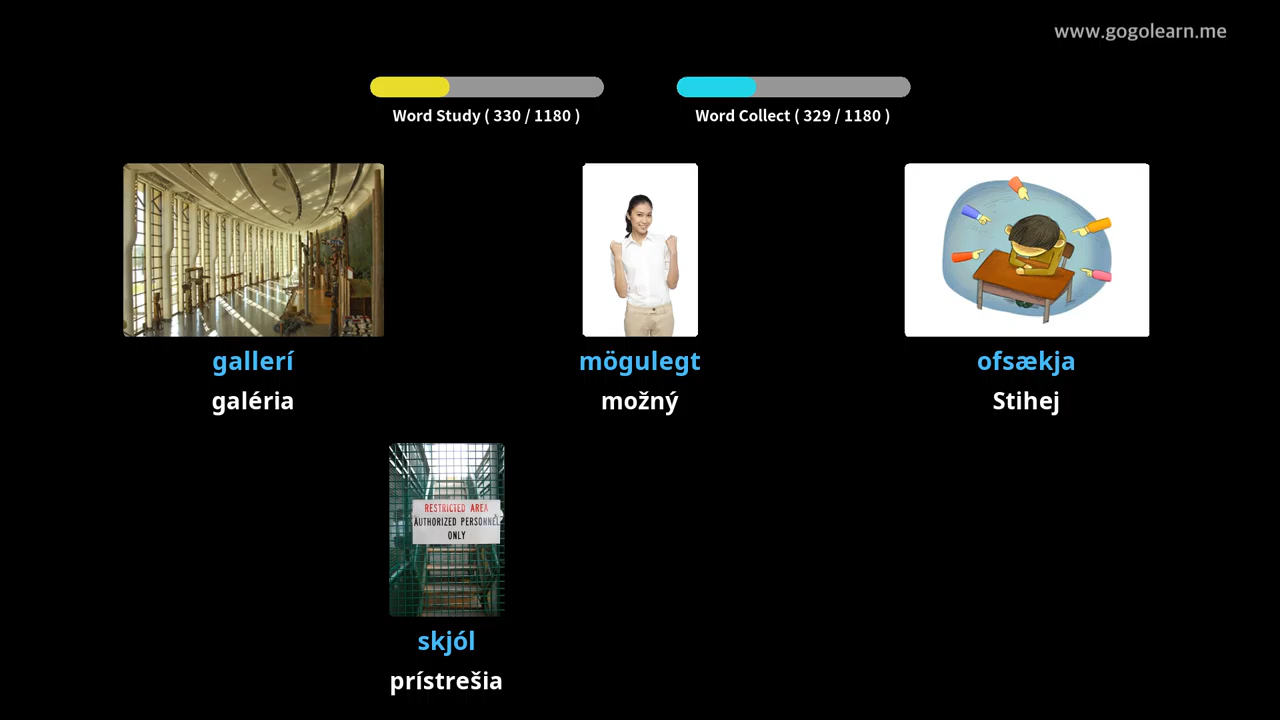 www.gogolearn.me
Word Study ( 330 / 1180 )
Word Collect ( 329 / 1180 )
gallerí
mögulegt
ofsækja
galéria
možný
Stihej
RESTRICTED AREA
AUTHORIZED PERSONNEL
ONLY
skjól
prístrešia